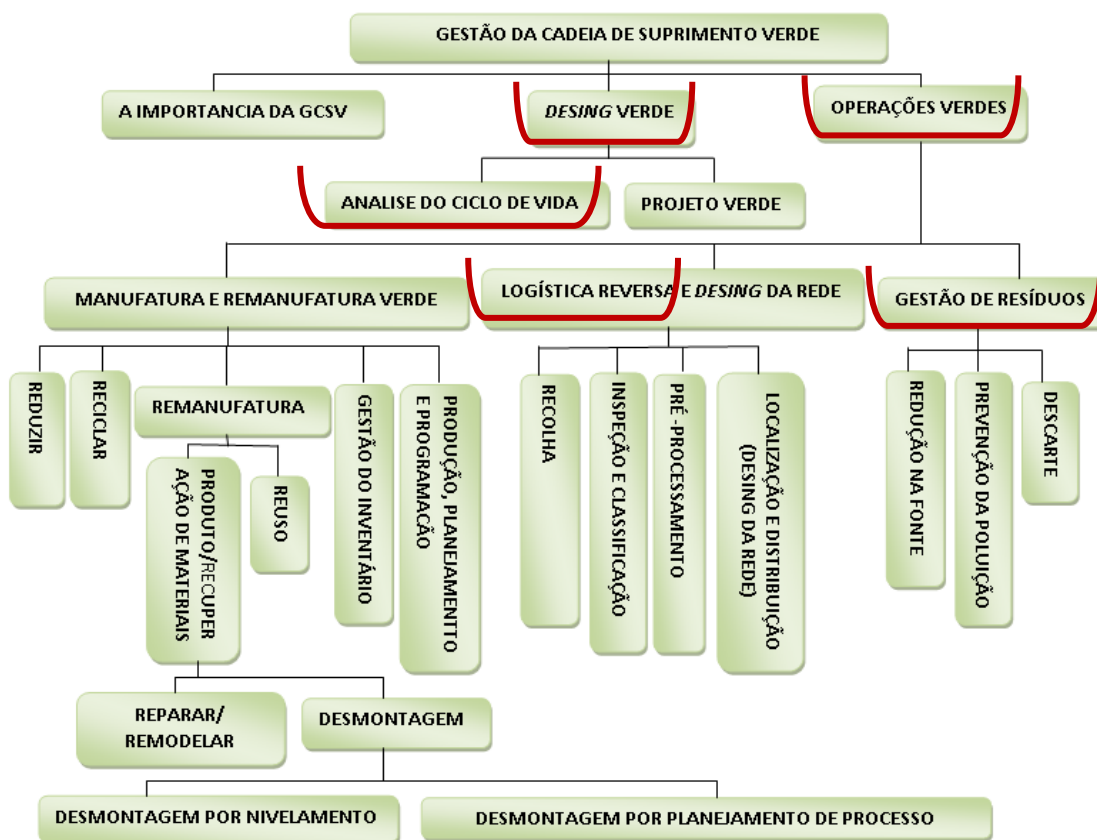 GESTÃO DA CADEIA DE SUPRIMENTO VERDE
A IMPORTANCIA DA GCSV
DESING VERDE
OPERAÇÕES VERDES
ANALISE DO CICLO DE VIDA
PROJETO VERDE
MANUFATURA E REMANUFATURA VERDE
LOGÍSTICA REVERSA E DESING DA REDE
GESTÃO DE RESÍDUOS
REDUZIR
RECICLAR
REMANUFATURA
GESTÃO DO INVENTÁRIO
PRODUÇÃO, PLANEJAMENTTO
E PROGRAMACÃO
RECOLHA
INSPEÇÃO E CLASSIFICAÇÃO
PRÉ -PROCESSAMENTO
LOCALIZAÇÃO E DISTRIBUIÇÃO
(DESING DA REDE)
REDUÇÃO NA FONTE
PREVENÇÃO DA POLUIÇÃO
DESCARTE
PRODUTO/RECUPER
AÇÃO DE MATERIAIS
REUSO
REPARAR/
REMODELAR
DESMONTAGEM
DESMONTAGEM POR NIVELAMENTO
DESMONTAGEM POR PLANEJAMENTO DE PROCESSO